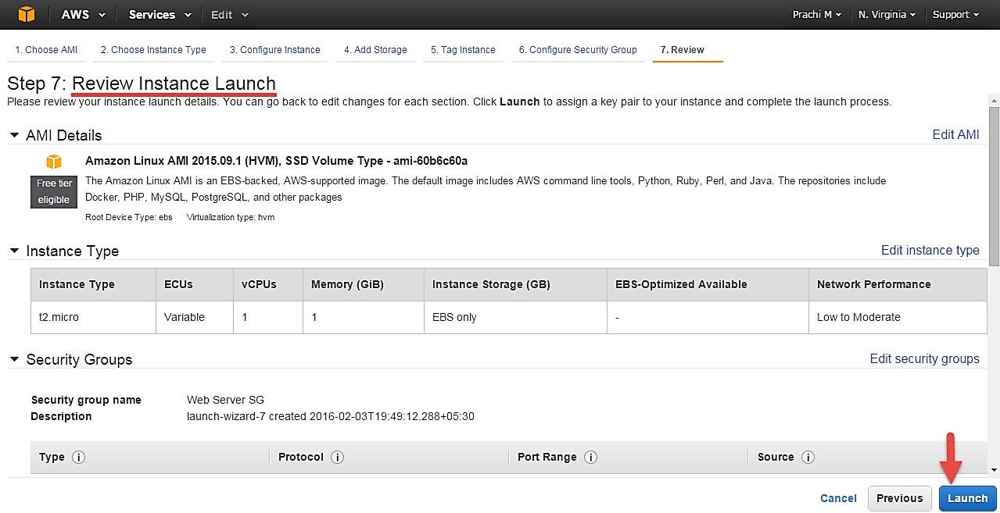 AWS Services Edit Prachi M N. Virginia Support
1. Choose AMI 2. Choose Instance Type 3. Configure Instance 4. Add Storage 5. Tag Instance 6. Configure Security Group 7. Review
Step 7: Review Instance Launch
Please review your instance launch details. You can go back to edit changes for each section. Click Launch to assign a key pair to your instance and complete the launch process.
AMI Details Edit AMI
Amazon Linux AMI 2015.09.1 (HVM), SSD Volume Type - ami-60b6c60a
Free tier
eligible
The Amazon Linux AMI is an EBS-backed, AWS-supported image. The default image includes AWS command line tools, Python, Ruby, Perl, and Java. The repositories include
Docker, PHP, MySQL, PostgreSQL, and other packages
Root Device Type: ebs Virtualization type: hvm
Instance Type Edit instance type
Instance Type ECUs vCPUs Memory (GiB) Instance Storage (GB) EBS-Optimized Available Network Performance
t2.micro Variable 1 1 EBS only - Low to Moderate
Security Groups Edit security groups
Security group name Web Server SG
Description launch-wizard-7 created 2016-02-03T19:49:12.288+05:30
Type i Protocol i Port Range i Source i
Cancel Previous Launch